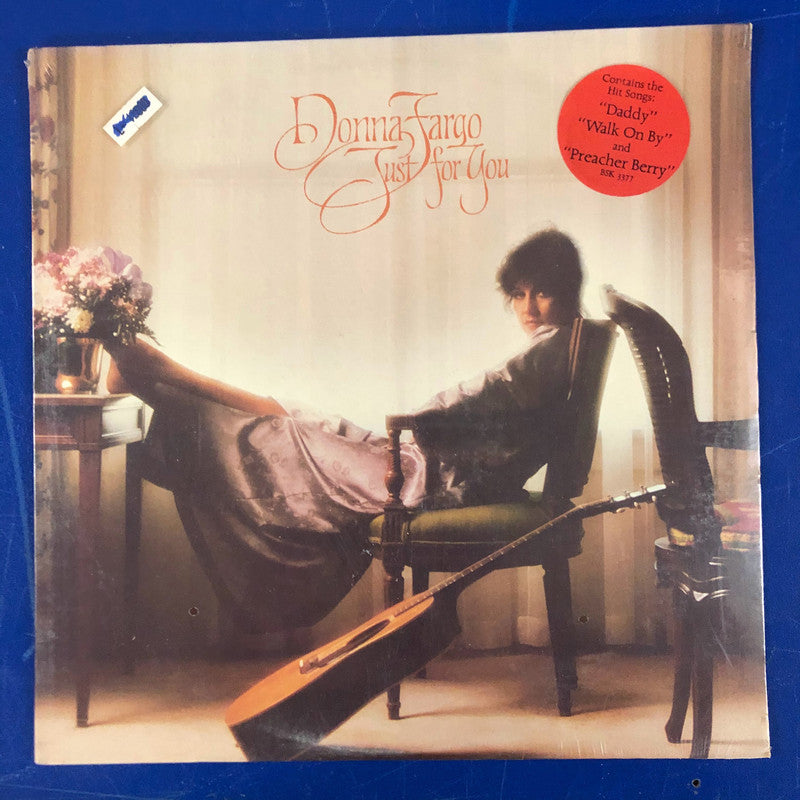 Donna Fargo
Just for You
Contains the
Hit Songs:
"Daddy"
"Walk On By"
and
"Preacher Berry"
BSK 3377